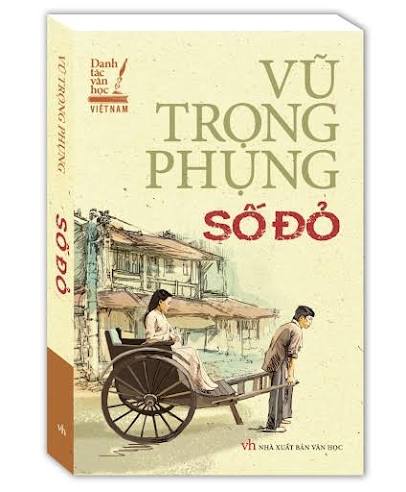 Danh
tác văn
học
VIỆT NAM
VŨ
TRỌNG
PHỤNG
SỐ ĐỎ
vh NHÀ XUẤT BẢN VĂN HỌC
VŨ TRỌNG PHỤNG
SỐ ĐỎ
vh